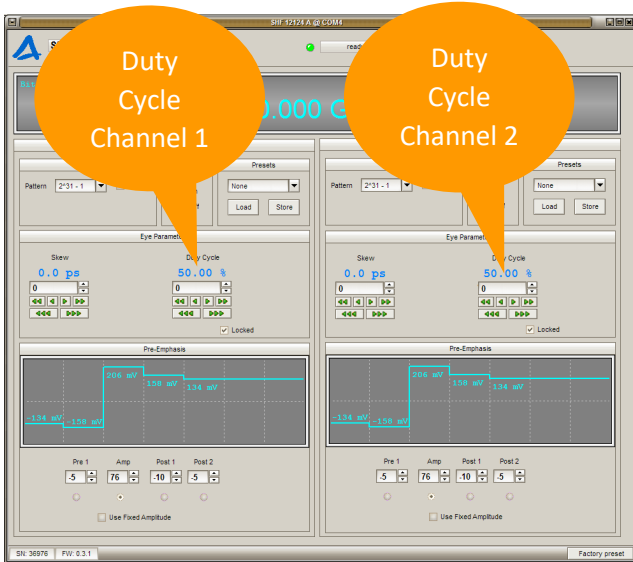 SHF 12124 A @ COM4
Duty
Cycle
Channel 1
Duty
Cycle
Channel 2
Presets
Pattern 2^31 - 1
None
Load Store
Presets
Pattern 2^31 - 1
None
Load Store
Skew Duty Cycle
0.0 ps 50.00 %
0 0
Locked
Eye Parameters
Skew Duty Cycle
0.0 ps 50.00 %
0 0
Locked
Pre-Emphasis
206 mV
158 mV
134 mV
-134 mV
-158 mV
Pre 1 Amp Post 1 Post 2
-5 76 -10 -5
Use Fixed Amplitude
Pre-Emphasis
206 mV
158 mV
134 mV
-134 mV
-158 mV
Pre 1 Amp Post 1 Post 2
-5 76 -10 -5
Use Fixed Amplitude
SN: 36976 FW: 0.3.1
Factory preset